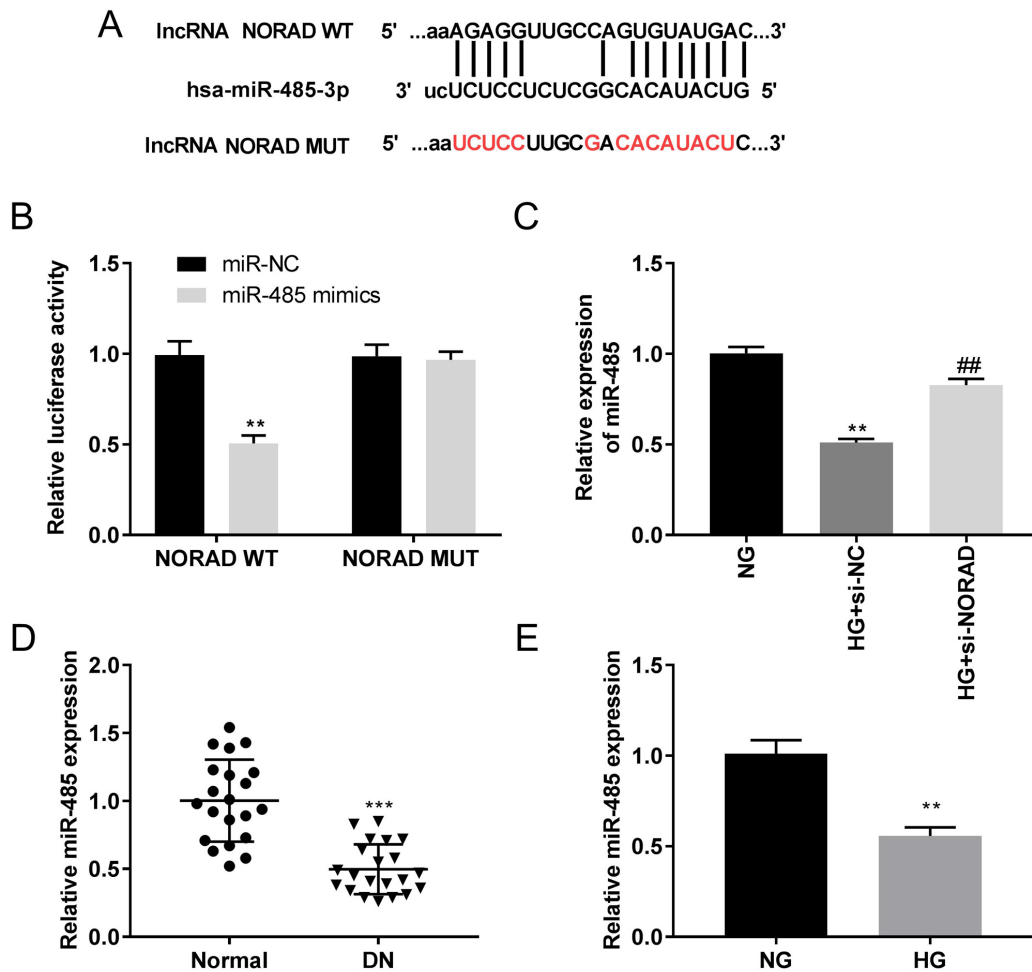 A
lncRNA NORAD WT 5' ...aaAGAGGUUGCCAGUGUAUGAC...3'
hsa-miR-485-3p 3' ucUCUCCUCUCGGCACAUACUG 5'
lncRNA NORAD MUT 5' ...aaUCUCCUUGCGACACAUACUC...3'
B
Relative luciferase activity
1.5
1.0
0.5
0.0
miR-NC
miR-485 mimics
**
NORAD WT
NORAD MUT
C
Relative expression
of miR-485
1.5
1.0
0.5
0.0
**
##
NG
HG+si-NC
HG+si-NORAD
D
Relative miR-485 expression
2.0
1.5
1.0
0.5
0.0
***
Normal
DN
E
Relative miR-485 expression
1.5
1.0
0.5
0.0
**
NG
HG